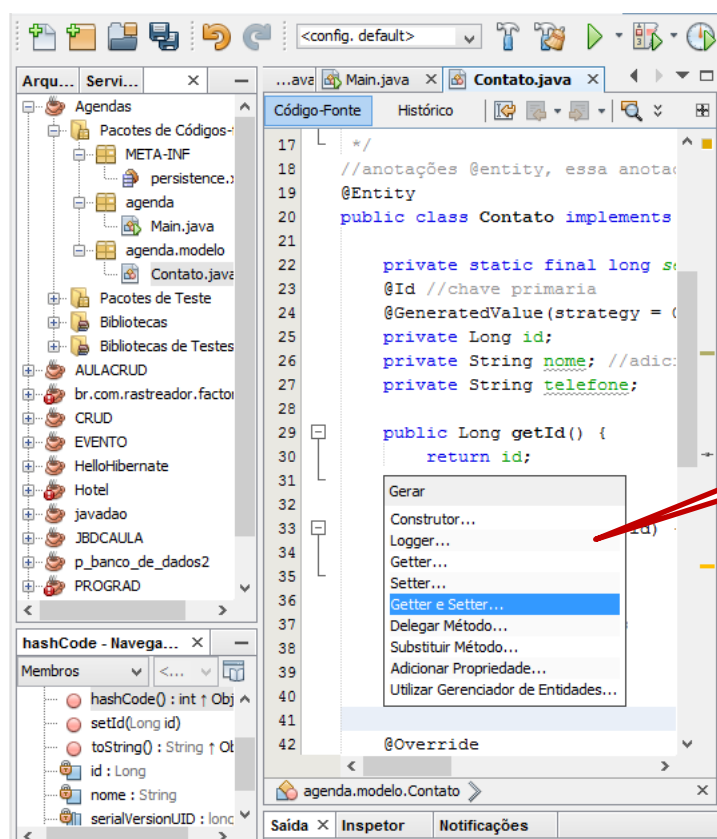 <config. default>
Arqu... Servi...
Agendas
Pacotes de Códigos-
META-INF
persistence.
agenda
Main.java
agenda.modelo
Contato.java
Pacotes de Teste
Bibliotecas
Bibliotecas de Testes
AULACRUD
br.com.rastreador.factor
CRUD
EVENTO
HelloHibernate
Hotel
javadao
JBDCAULA
p_banco_de_dados2
PROGRAD
hashCode - Navega...
Membros <...
hashCode() : int ↑ Obj
setId(Long id)
toString() : String ↑ Ob
id : Long
nome : String
serialVersionUID : long
...ava Main.java Contato.java
Código-Fonte Histórico
17 */
18 //anotações @entity, essa anota
19 @Entity
20 public class Contato implements
21
22 private static final long se
23 @Id //chave primaria
24 @GeneratedValue(strategy =
25 private Long id;
26 private String nome; //adic
27 private String telefone;
28
29 public Long getId() {
30 return id;
31
32
33 id)
34
35
36
37
38
39
40
41
42 @Override
Gerar
Construtor...
Logger...
Getter...
Setter...
Getter e Setter...
Delegar Método...
Substituir Método...
Adicionar Propriedade...
Utilizar Gerenciador de Entidades...
agenda.modelo.Contato
Saída Inspetor Notificações